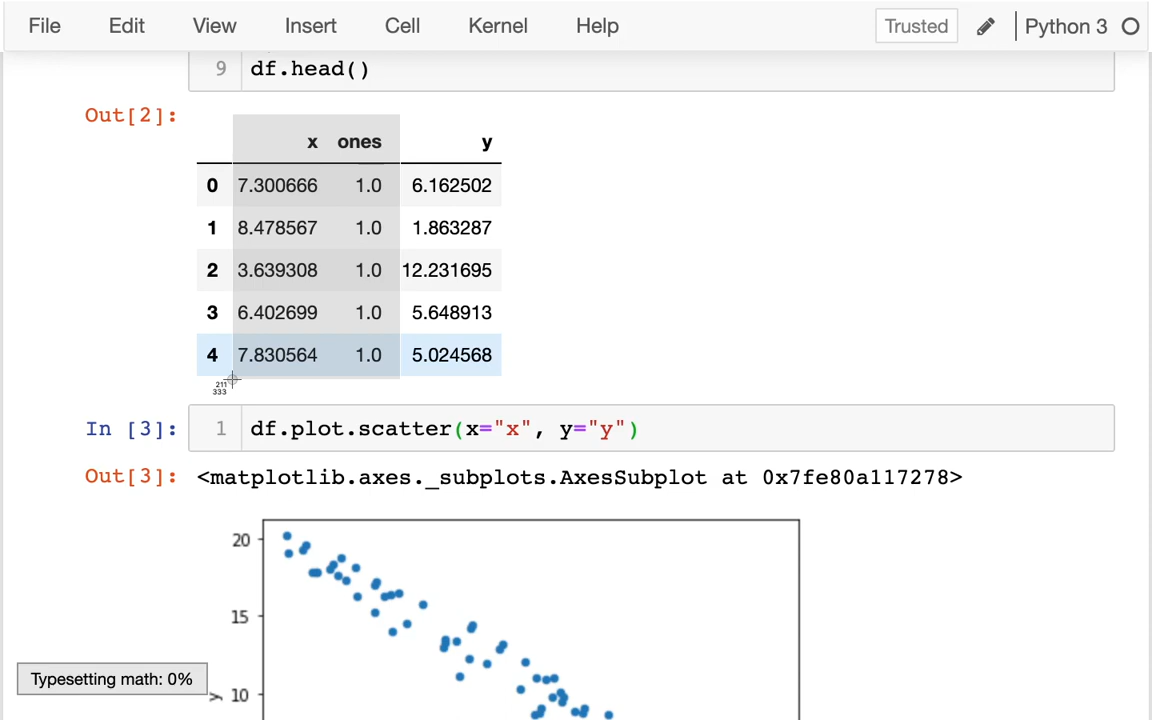 File Edit View Insert Cell Kernel Help Trusted Python 3
9 df.head()
Out[2]:
x ones y
0 7.300666 1.0 6.162502
1 8.478567 1.0 1.863287
2 3.639308 1.0 12.231695
3 6.402699 1.0 5.648913
4 7.830564 1.0 5.024568
211
333
In [3]: 1 df.plot.scatter(x="x", y="y")
Out[3]: <matplotlib.axes._subplots.AxesSubplot at 0x7fe80a117278>
20
15
Typesetting math: 0%
y 10